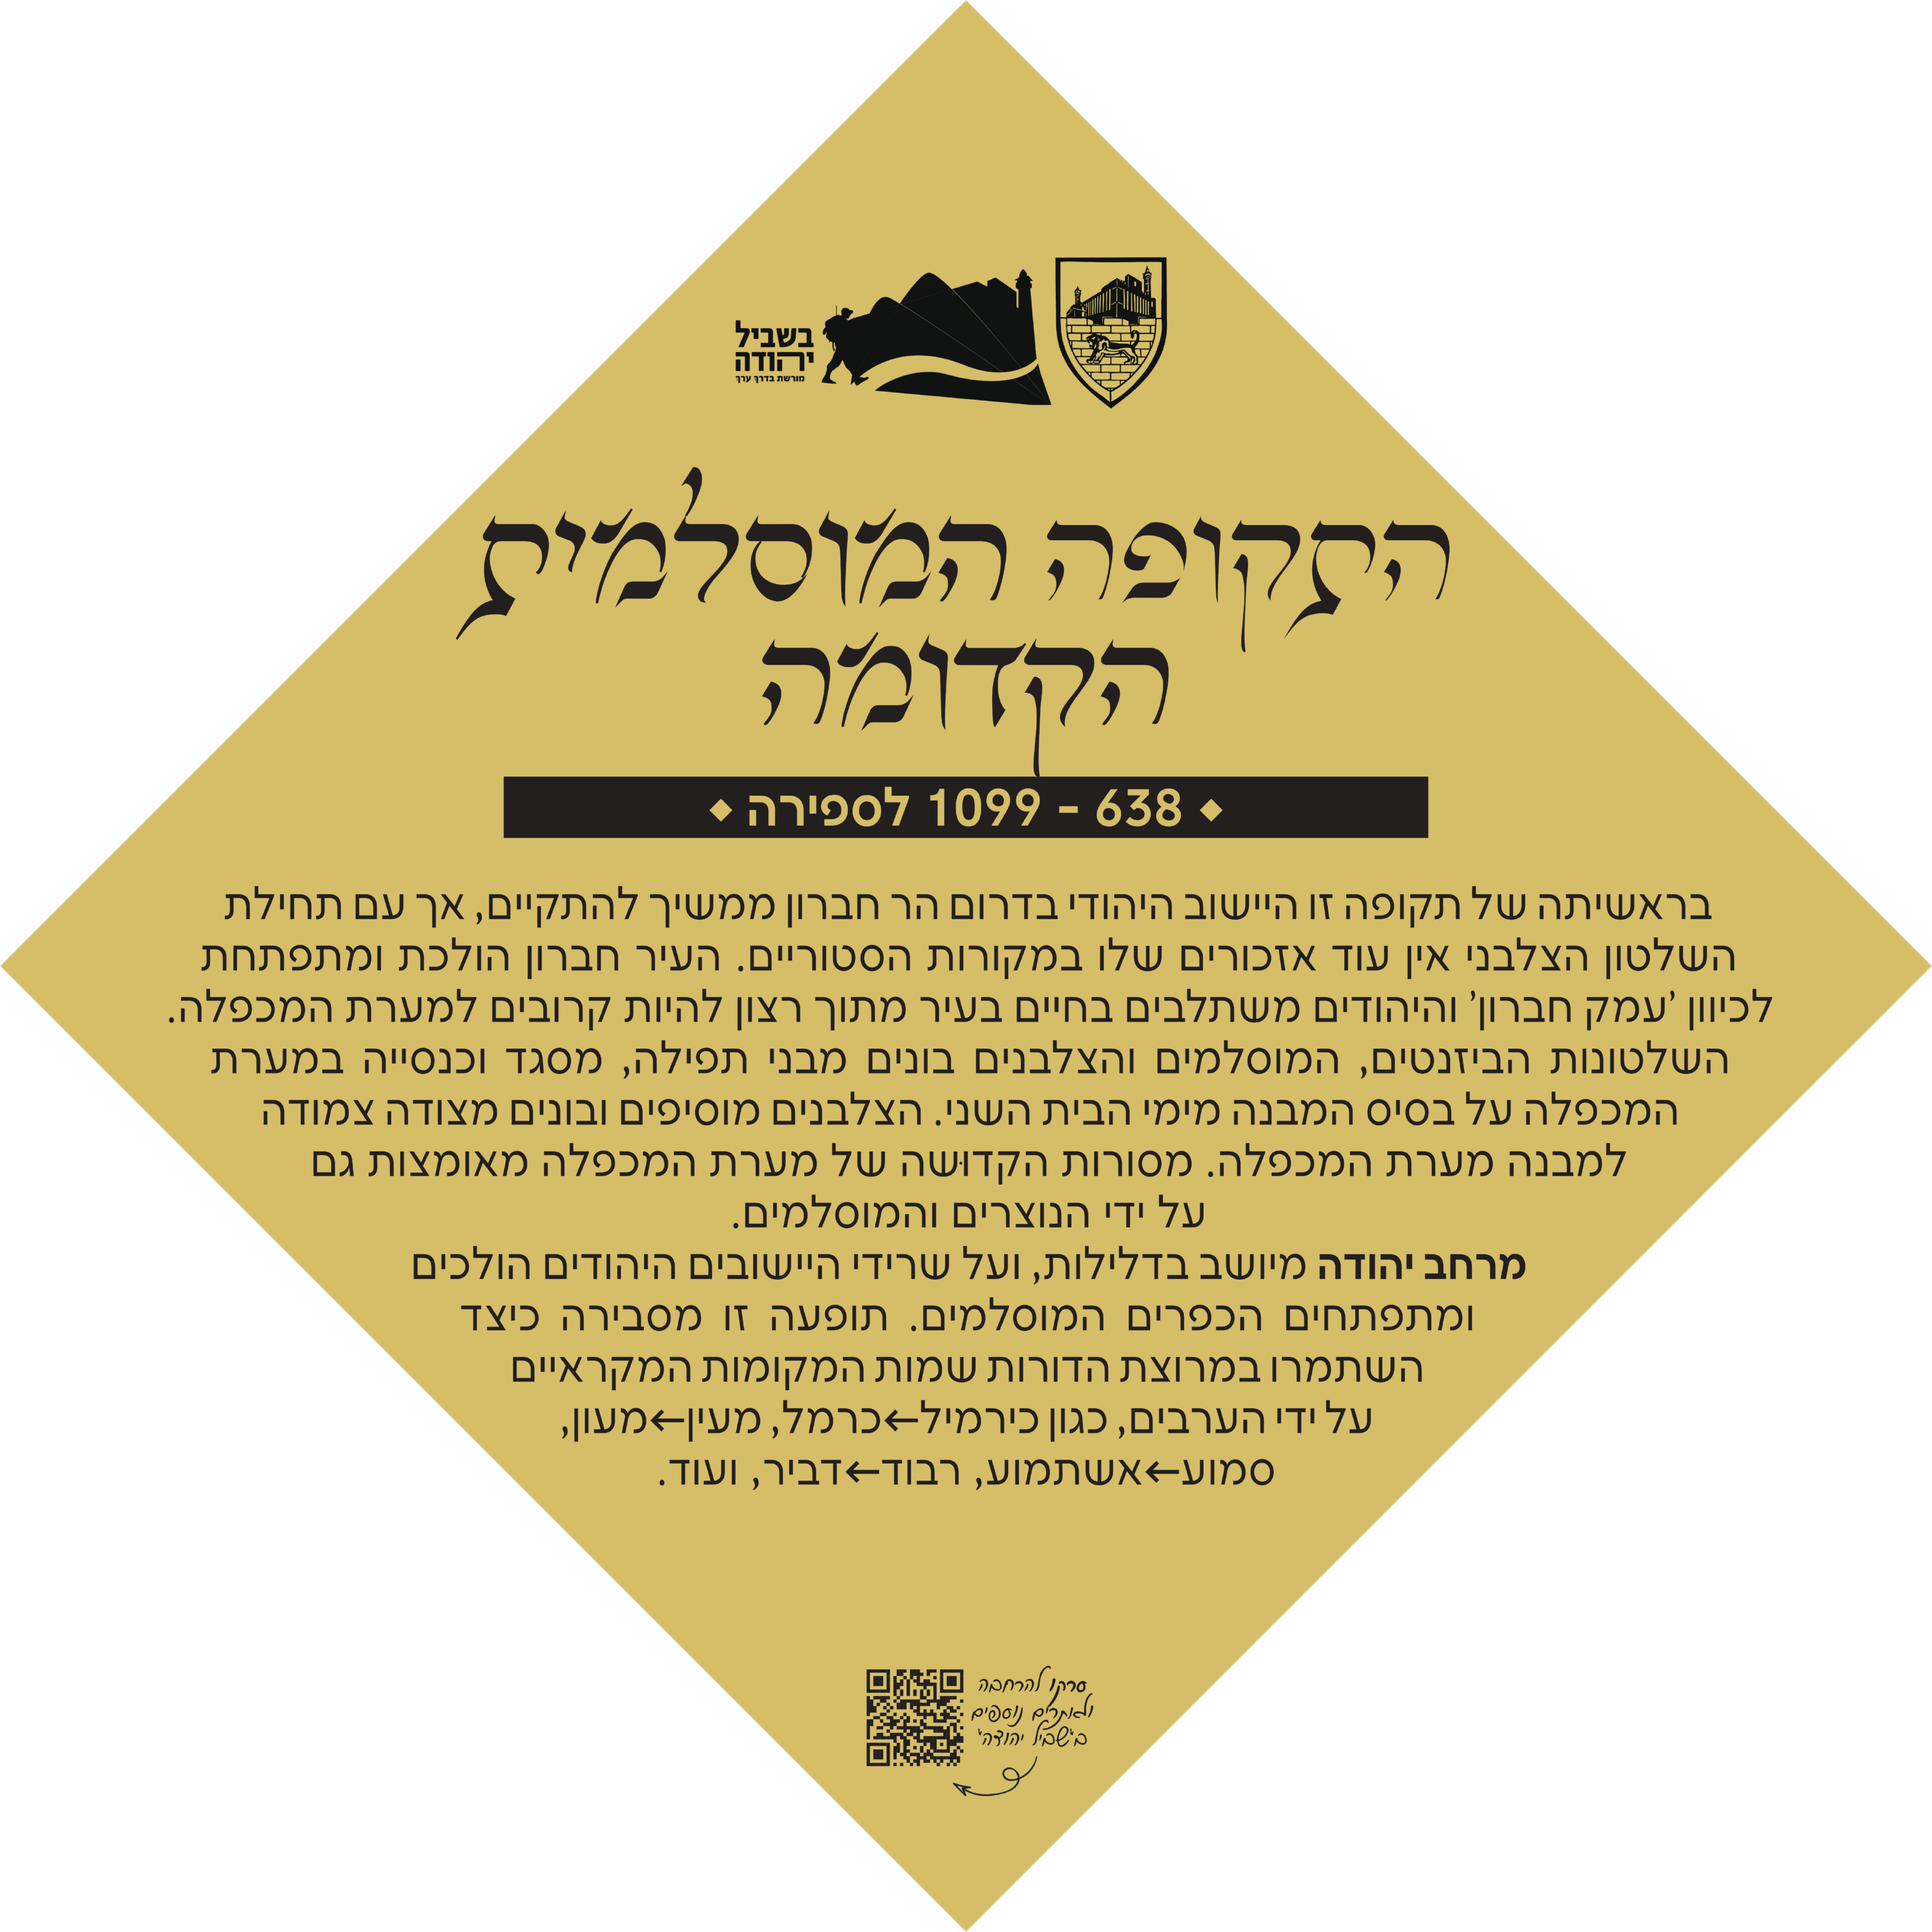 בשביל
יהודה
מורשת בדרך ערך
התקופה המוסלמית
הקדומה
638 - 1099 לספירה
בראשיתה של תקופה זו היישוב היהודי בדרום הר חברון ממשיך להתקיים, אך עם תחילת
השלטון הצלבני אין עוד אזכורים שלו במקורות הסטוריים. העיר חברון הולכת ומתפתחת
לכיוון 'עמק חברון' והיהודים משתלבים בחיים בעיר מתוך רצון להיות קרובים למערת המכפלה.
השלטונות הביזנטים, המוסלמים והצלבנים בונים מבני תפילה, מסגד וכנסייה במערת
המכפלה על בסיס המבנה מימי הבית השני. הצלבנים מוסיפים ובונים מצודה צמודה
למבנה מערת המכפלה. מסורות הקדושה של מערת המכפלה מאומצות גם
על ידי הנוצרים והמוסלמים.
מרחב יהודה מיושב בדלילות, ועל שרידי היישובים היהודים הולכים
ומתפתחים הכפרים המוסלמים. תופעה זו מסבירה כיצד
השתמרו במרוצת הדורות שמות המקומות המקראיים
על ידי הערבים, כגון כירמיל←כרמל, מעין←מעון,
סמוע←אשתמוע, רבוד←דביר, ועוד.
סרקו להרחבה
ולאתרים נוספים
ב'שביל יהודה'